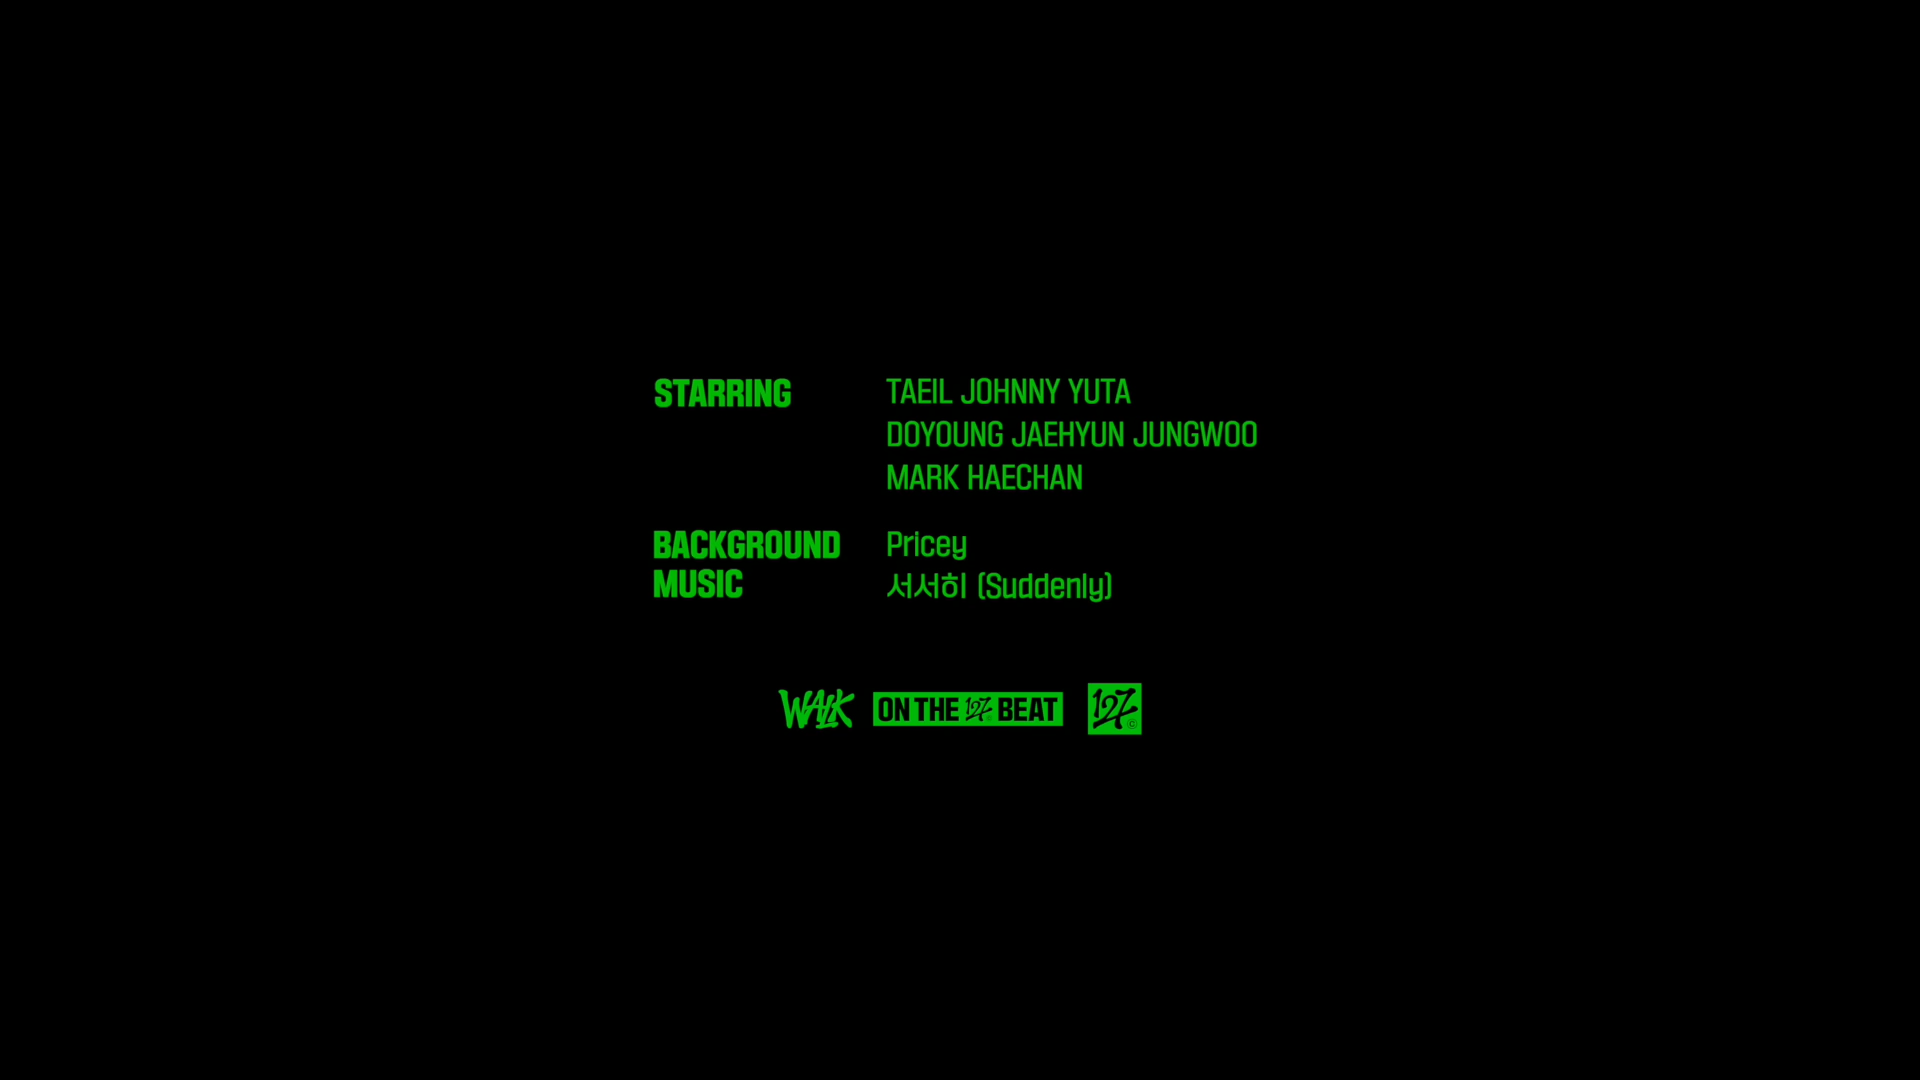 STARRING TAEIL JOHNNY YUTA
DOYOUNG JAEHYUN JUNGWOO
MARK HAECHAN
BACKGROUND MUSIC Pricey
서서히 (Suddenly)
WALK ON THE 127 BEAT 127 ©